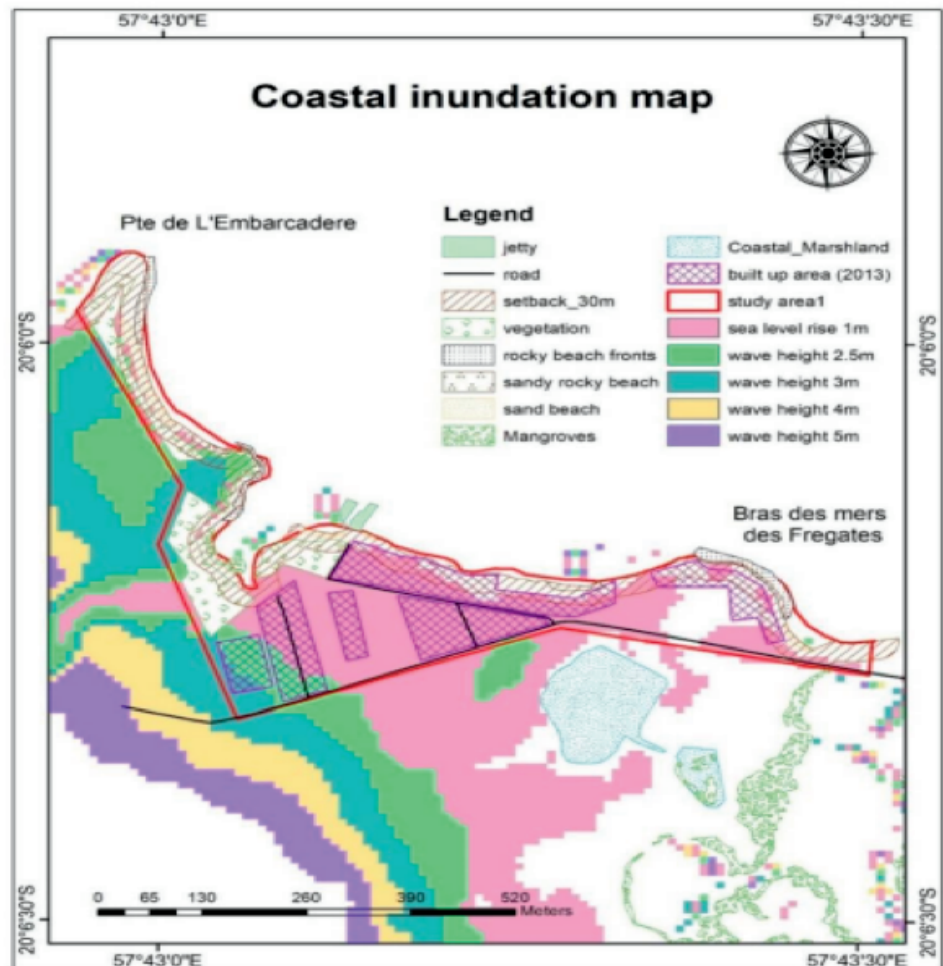 57°43'0"E
57°43'30"E
Coastal inundation map
Pte de L'Embarcadere
Legend
jetty
road
setback_30m
vegetation
rocky beach fronts
sandy rocky beach
sand beach
Mangroves
Coastal_Marshland
built up area (2013)
study area1
sea level rise 1m
wave height 2.5m
wave height 3m
wave height 4m
wave height 5m
20°6'0"S
20°6'0"S
Bras des mers
des Fregates
0 65 130 260 390 520
Meters
20°6'30"S
20°6'30"S
57°43'0"E
57°43'30"E